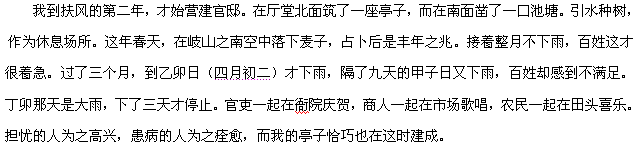 我到扶风的第二年，才始营建官邸。在厅堂北面筑了一座亭子，而在南面凿了一口池塘。引水种树，
作为休息场所。这年春天，在岐山之南空中落下麦子，占卜后是丰年之兆。接着整月不下雨，百姓这才
很着急。过了三个月，到乙卯日（四月初二）才下雨，隔了九天的甲子日又下雨，百姓却感到不满足。
丁卯那天是大雨，下了三天才停止。官吏一起在衙院庆贺，商人一起在市场歌唱，农民一起在田头喜乐。
担忧的人为之高兴，患病的人为之痊愈，而我的亭子恰巧也在这时建成。